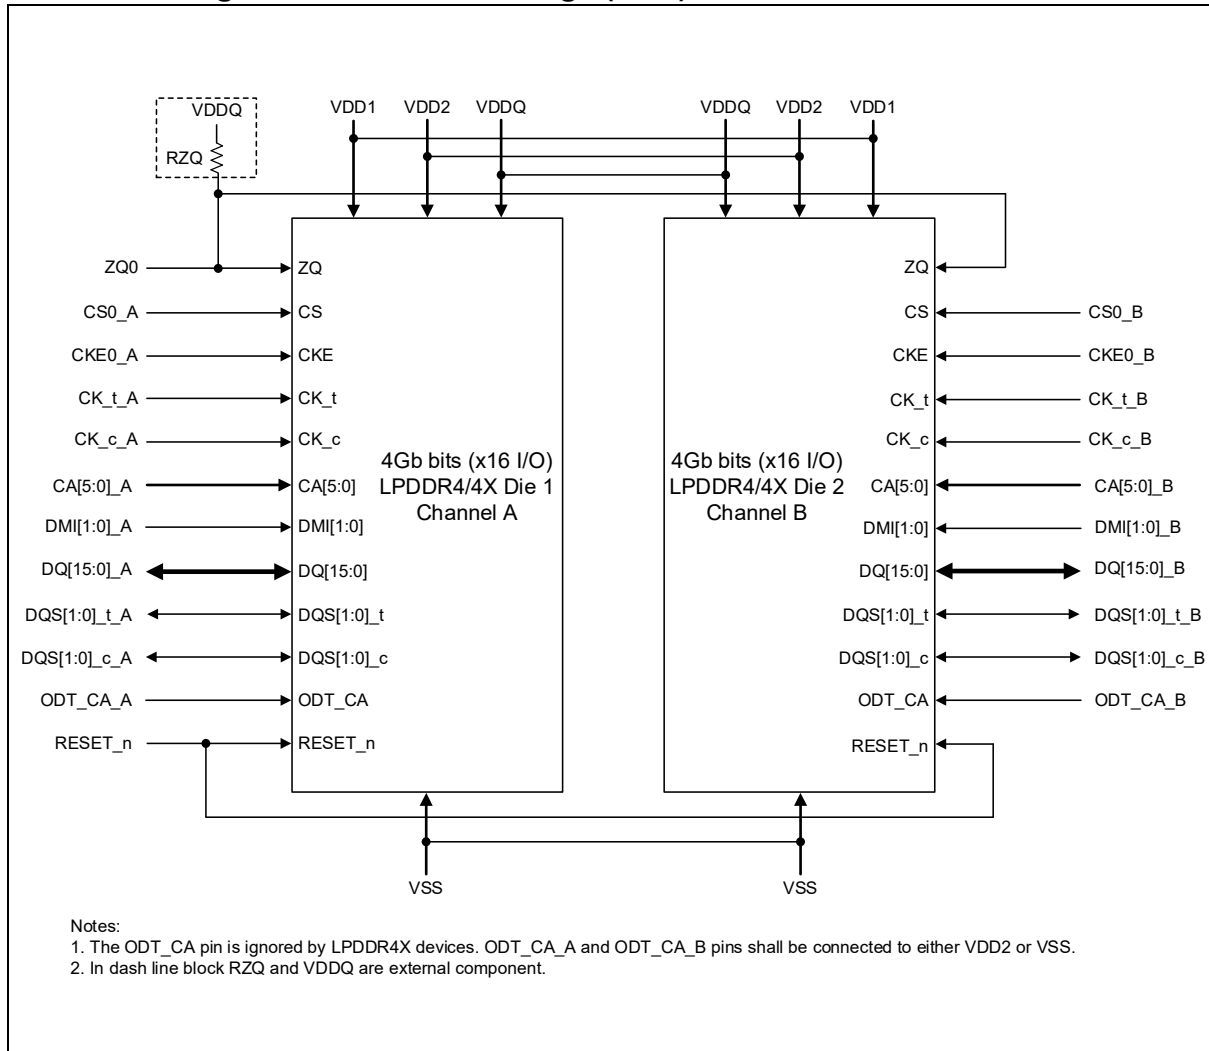 VDDQ
RZQ
VDD1 VDD2 VDDQ VDDQ VDD2 VDD1
ZQ0 ZQ ZQ
CS0_A CS CS CS0_B
CKE0_A CKE CKE CKE0_B
CK_t_A CK_t CK_t CK_t_B
CK_c_A CK_c CK_c CK_c_B
4Gb bits (x16 I/O)
LPDDR4/4X Die 1
Channel A
4Gb bits (x16 I/O)
LPDDR4/4X Die 2
Channel B
CA[5:0]_A CA[5:0] CA[5:0] CA[5:0]_B
DMI[1:0]_A DMI[1:0] DMI[1:0] DMI[1:0]_B
DQ[15:0]_A DQ[15:0] DQ[15:0] DQ[15:0]_B
DQS[1:0]_t_A DQS[1:0]_t DQS[1:0]_t DQS[1:0]_t_B
DQS[1:0]_c_A DQS[1:0]_c DQS[1:0]_c DQS[1:0]_c_B
ODT_CA_A ODT_CA ODT_CA ODT_CA_B
RESET_n RESET_n RESET_n
VSS VSS
Notes:
1. The ODT_CA pin is ignored by LPDDR4X devices. ODT_CA_A and ODT_CA_B pins shall be connected to either VDD2 or VSS.
2. In dash line block RZQ and VDDQ are external component.